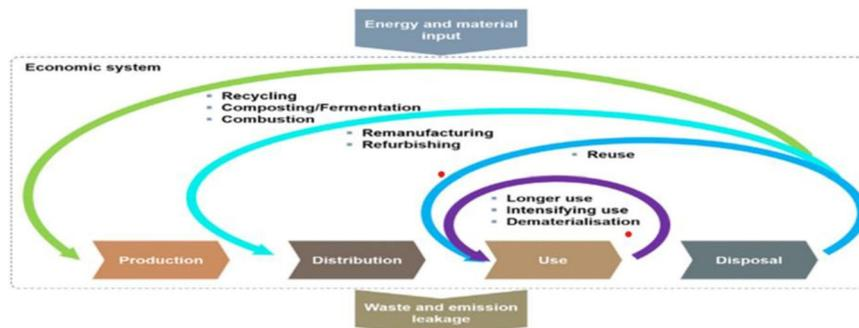 Energy and material
input
Economic system
Recycling
Composting/Fermentation
Combustion
Remanufacturing
Refurbishing
Reuse
Longer use
Intensifying use
Dematerialisation
Production
Distribution
Use
Disposal
Waste and emission
leakage